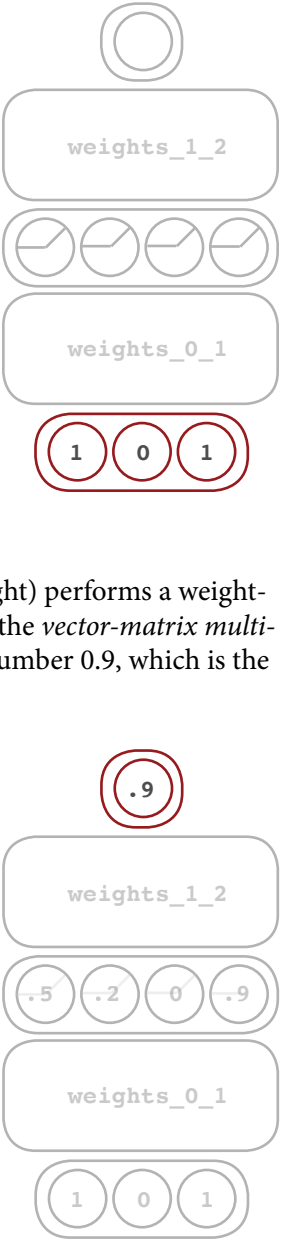 weights_1_2
weights_0_1
1 0 1
ght) performs a weight-
the vector-matrix multi-
umber 0.9, which is the
.9
weights_1_2
.5 .2 0 .9
weights_0_1
1 0 1